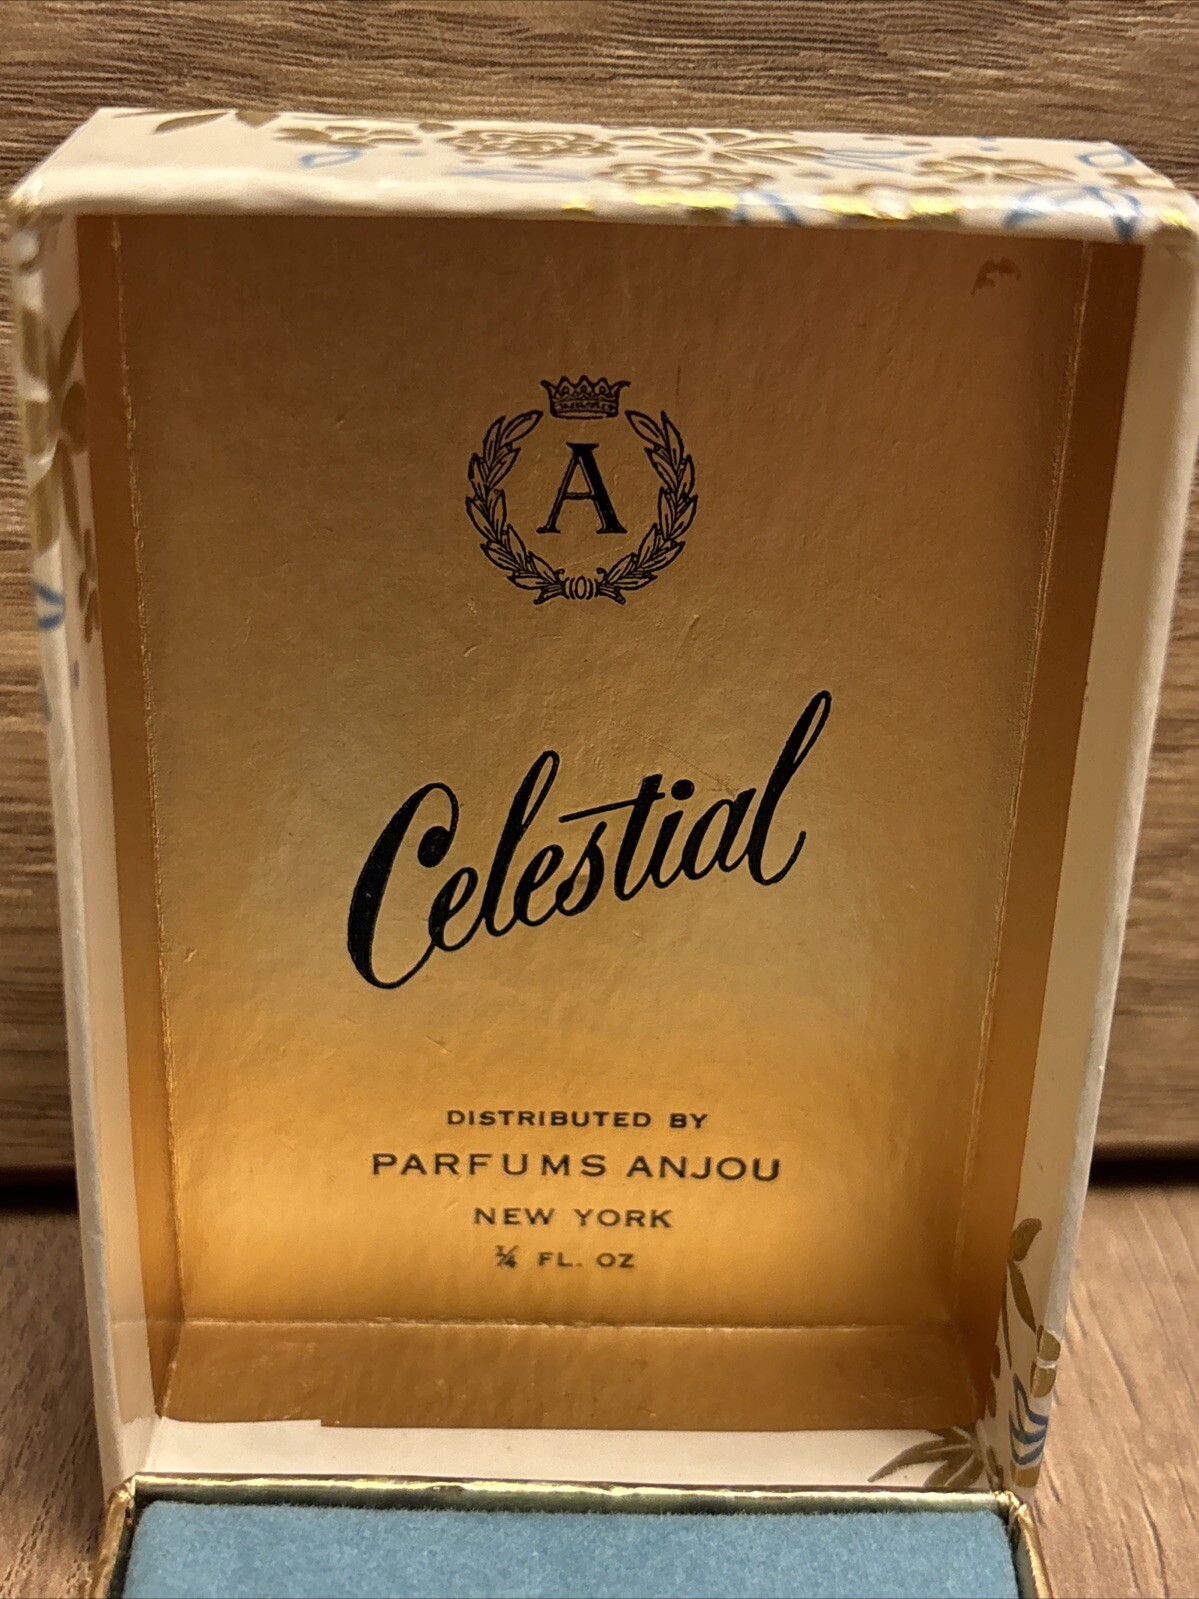 A
Celestial
DISTRIBUTED BY
PARFUMS ANJOU
NEW YORK
¼ FL. OZ